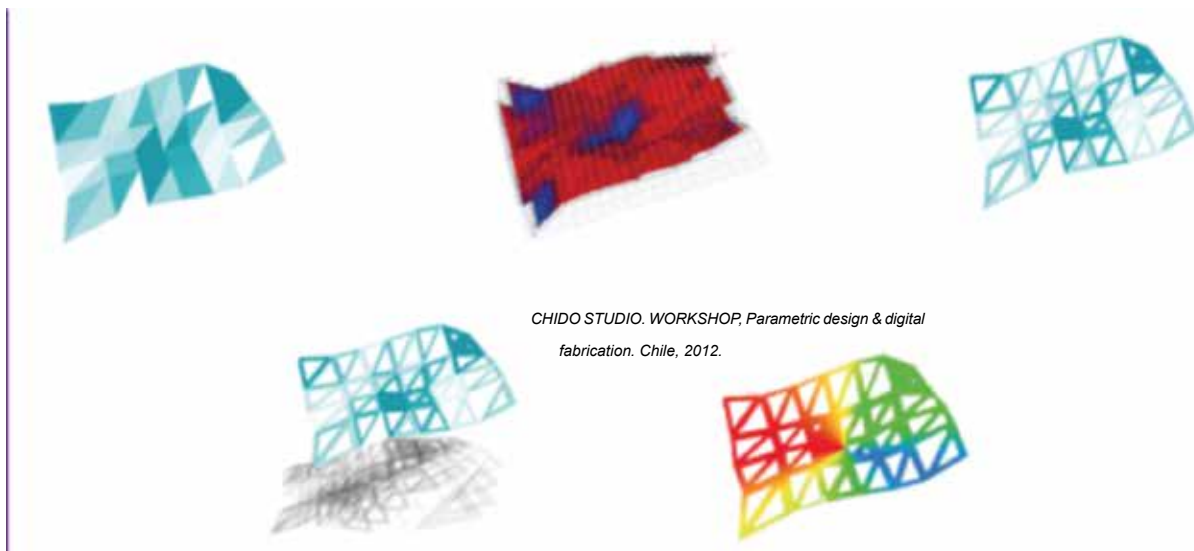 CHIDO STUDIO. WORKSHOP, Parametric design & digital
fabrication. Chile, 2012.